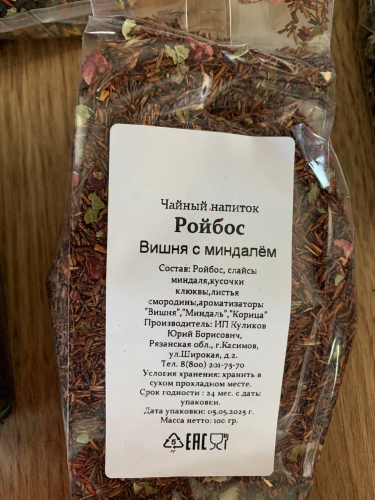 Чайный напиток
Ройбос
Вишня с миндалём
Состав: Ройбос, слайсы
миндаля,кусочки
клюквы,листья
смородины,ароматизаторы
"Вишня","Миндаль","Корица"
Производитель: ИП Куликов
Юрий Борисович,
Рязанская обл., г.Касимов,
ул.Широкая, д.2.
Тел. 8(800) 201-75-70
Условия хранения: хранить в
сухом прохладном месте.
Срок годности : 24 мес. с даты
упаковки.
Дата упаковки: 05.05.2025 г.
Масса нетто: 100 гр.
EAC